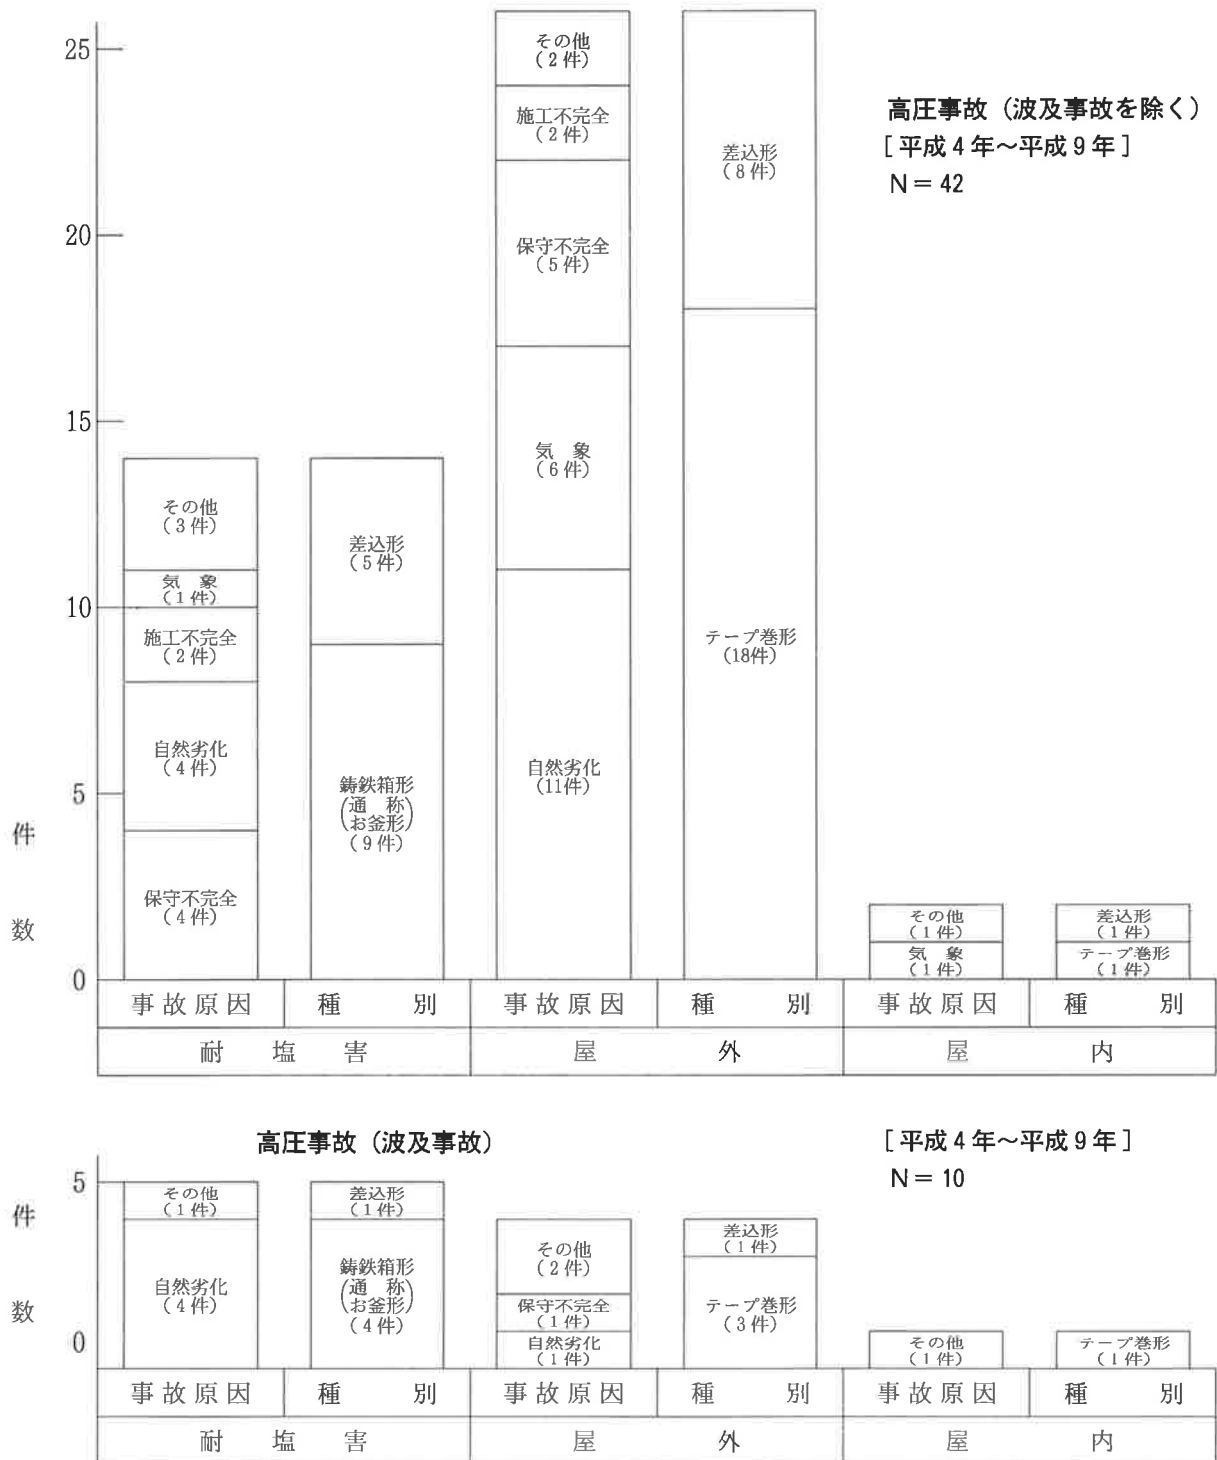 高圧事故（波及事故を除く）
［平成４年～平成９年］
Ｎ＝42
件数
25
20
15
10
5
0
その他
（３件）
気　象
（１件）
施工不完全
（２件）
自然劣化
（４件）
保守不完全
（４件）
差込形
（５件）
鋳鉄箱形
（通　称
お釜形）
（９件）
その他
（２件）
施工不完全
（２件）
保守不完全
（５件）
気　象
（６件）
自然劣化
（11件）
差込形
（８件）
テープ巻形
（18件）
その他
（１件）
気　象
（１件）
差込形
（１件）
テープ巻形
（１件）
事故原因　種　別　事故原因　種　別　事故原因　種　別
耐　塩　害　屋　外　屋　内
高圧事故（波及事故）
［平成４年～平成９年］
Ｎ＝10
件数
5
0
その他
（１件）
自然劣化
（４件）
差込形
（１件）
鋳鉄箱形
（通　称
お釜形）
（４件）
その他
（２件）
保守不完全
（１件）
自然劣化
（１件）
差込形
（１件）
テープ巻形
（３件）
その他
（１件）
テープ巻形
（１件）
事故原因　種　別　事故原因　種　別　事故原因　種　別
耐　塩　害　屋　外　屋　内